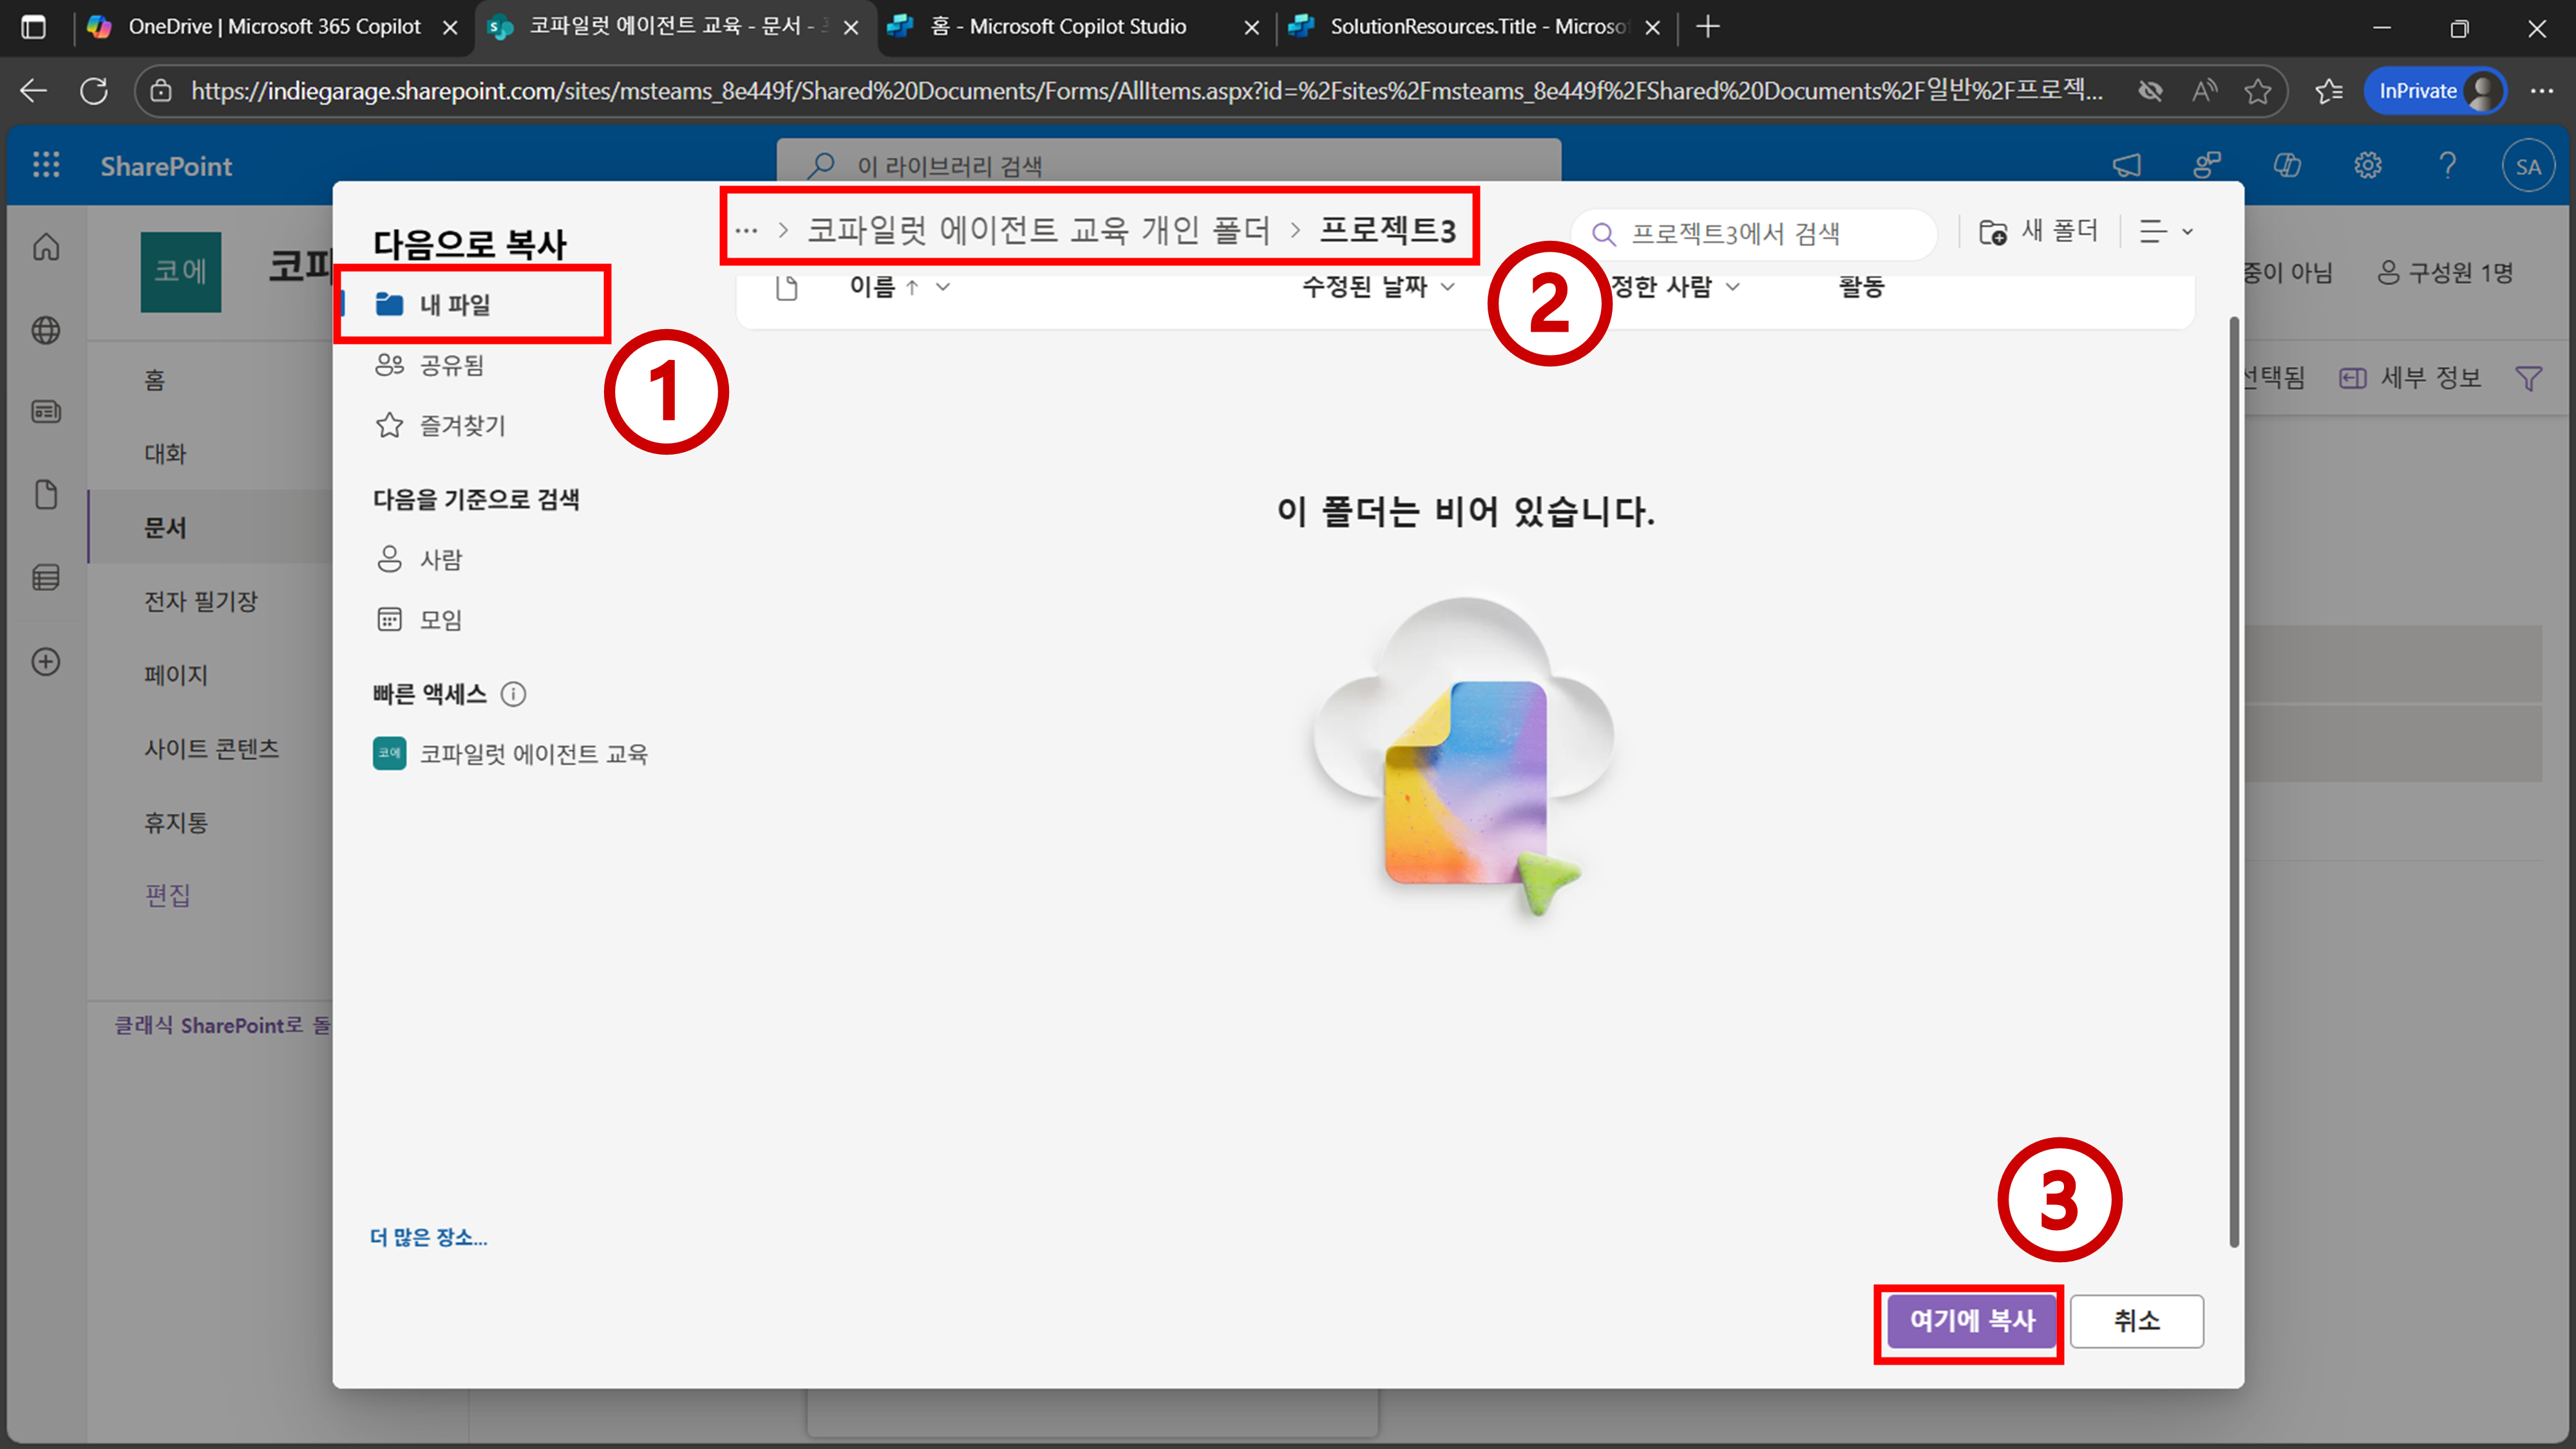 OneDrive | Microsoft 365 Copilot
코파일럿 에이전트 교육 - 문서 -
홈 - Microsoft Copilot Studio
SolutionResources.Title - Microso
https://indiegarage.sharepoint.com/sites/msteams_8e449f/Shared%20Documents/Forms/AllItems.aspx?id=%2Fsites%2Fmsteams_8e449f%2FShared%20Documents%2F일반%2F프로젝...
InPrivate
SharePoint
이 라이브러리 검색
SA
코에
코파
중이 아님
구성원 1명
선택됨
세부 정보
홈
대화
문서
전자 필기장
페이지
사이트 콘텐츠
휴지통
편집
클래식 SharePoint로 돌
다음으로 복사
내 파일
공유됨
즐겨찾기
다음을 기준으로 검색
사람
모임
빠른 액세스
코에 코파일럿 에이전트 교육
더 많은 장소...
1
... > 코파일럿 에이전트 교육 개인 폴더 > 프로젝트3
2
프로젝트3에서 검색
새 폴더
이름
수정된 날짜
정한 사람
활동
이 폴더는 비어 있습니다.
3
여기에 복사
취소